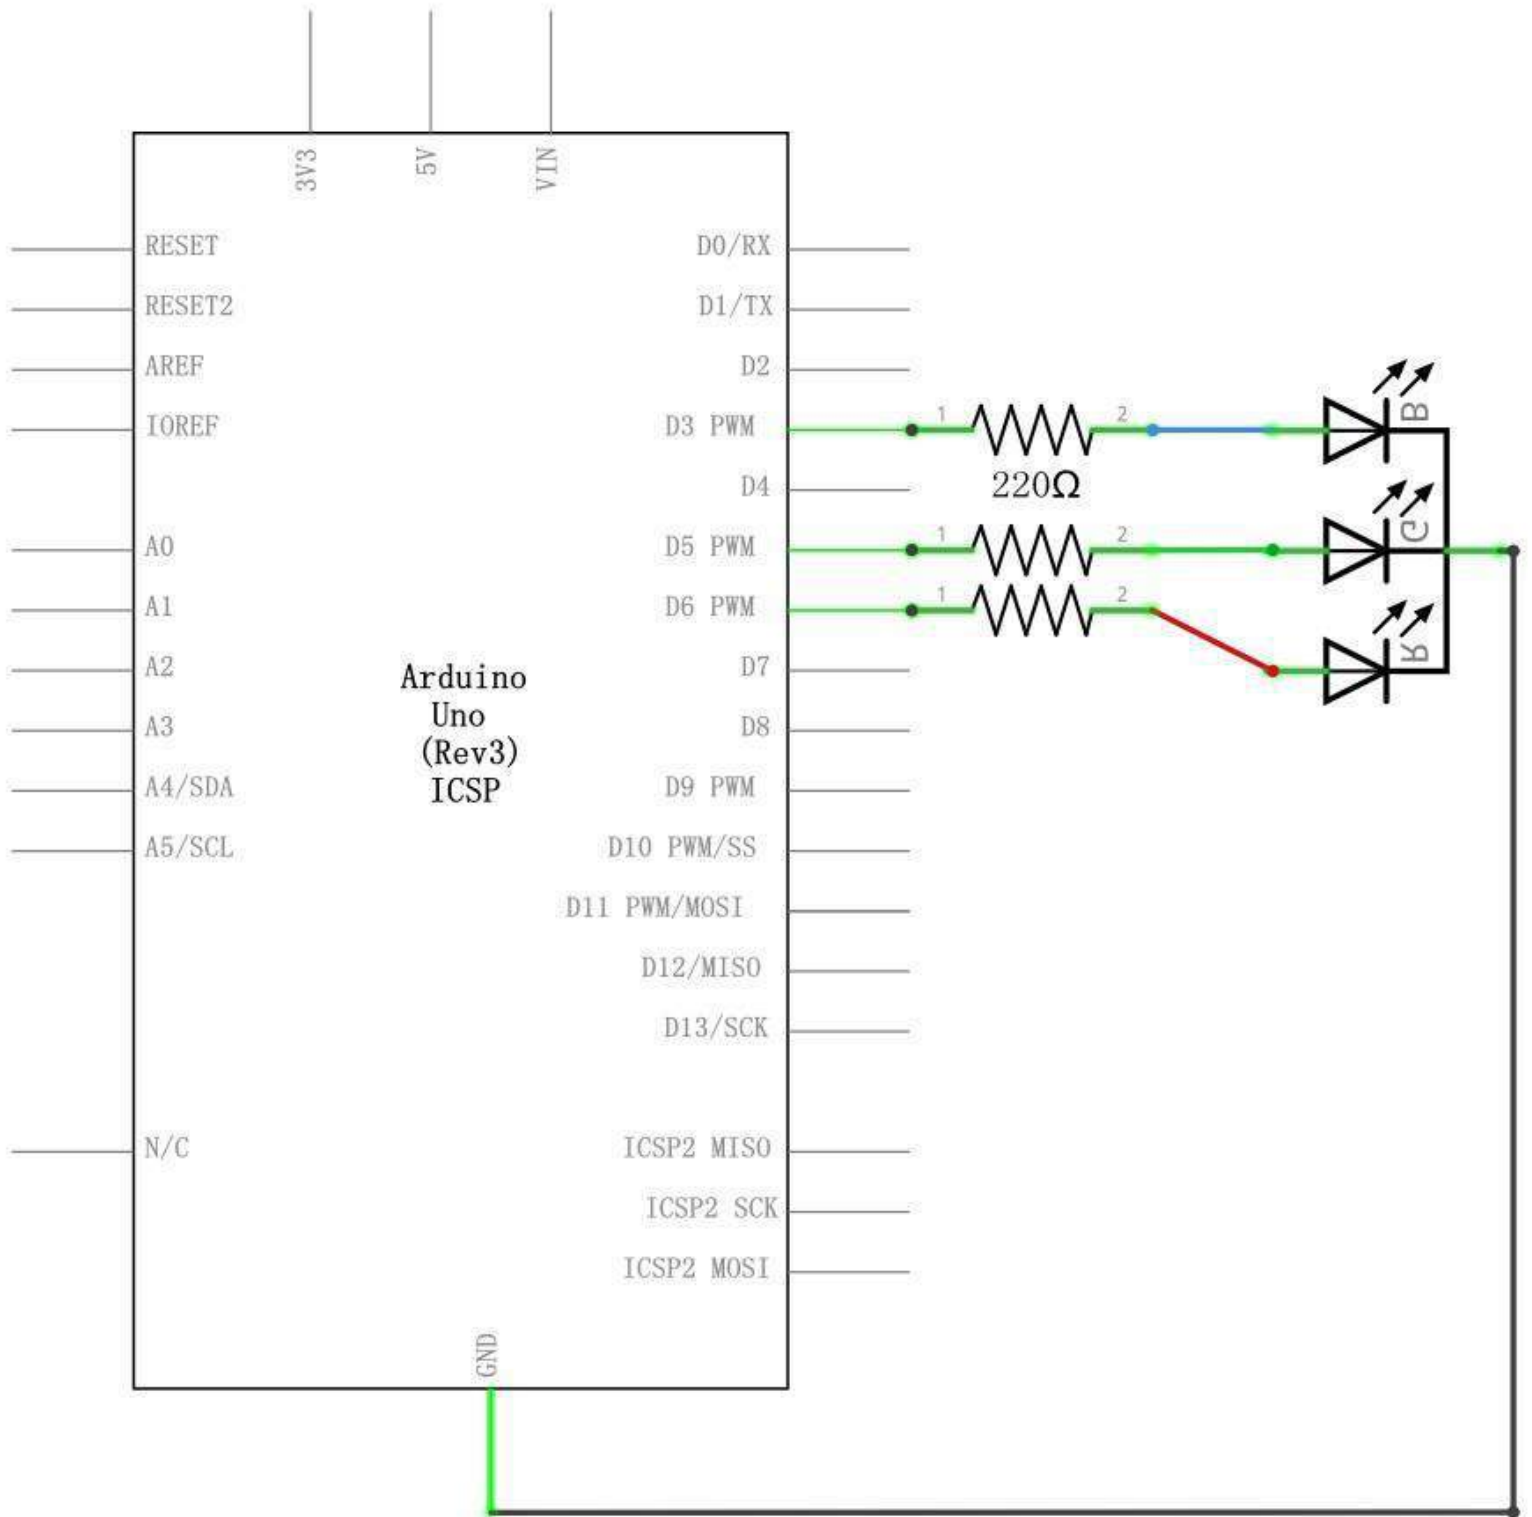 3V3
5V
VIN
RESET
D0/RX
RESET2
D1/TX
AREF
D2
IOREF
D3 PWM
1
2
B
D4
220Ω
A0
D5 PWM
1
2
G
A1
D6 PWM
1
2
A2
D7
R
Arduino
Uno
(Rev3)
ICSP
A3
D8
A4/SDA
D9 PWM
A5/SCL
D10 PWM/SS
D11 PWM/MOSI
D12/MISO
D13/SCK
N/C
ICSP2 MISO
ICSP2 SCK
ICSP2 MOSI
GND